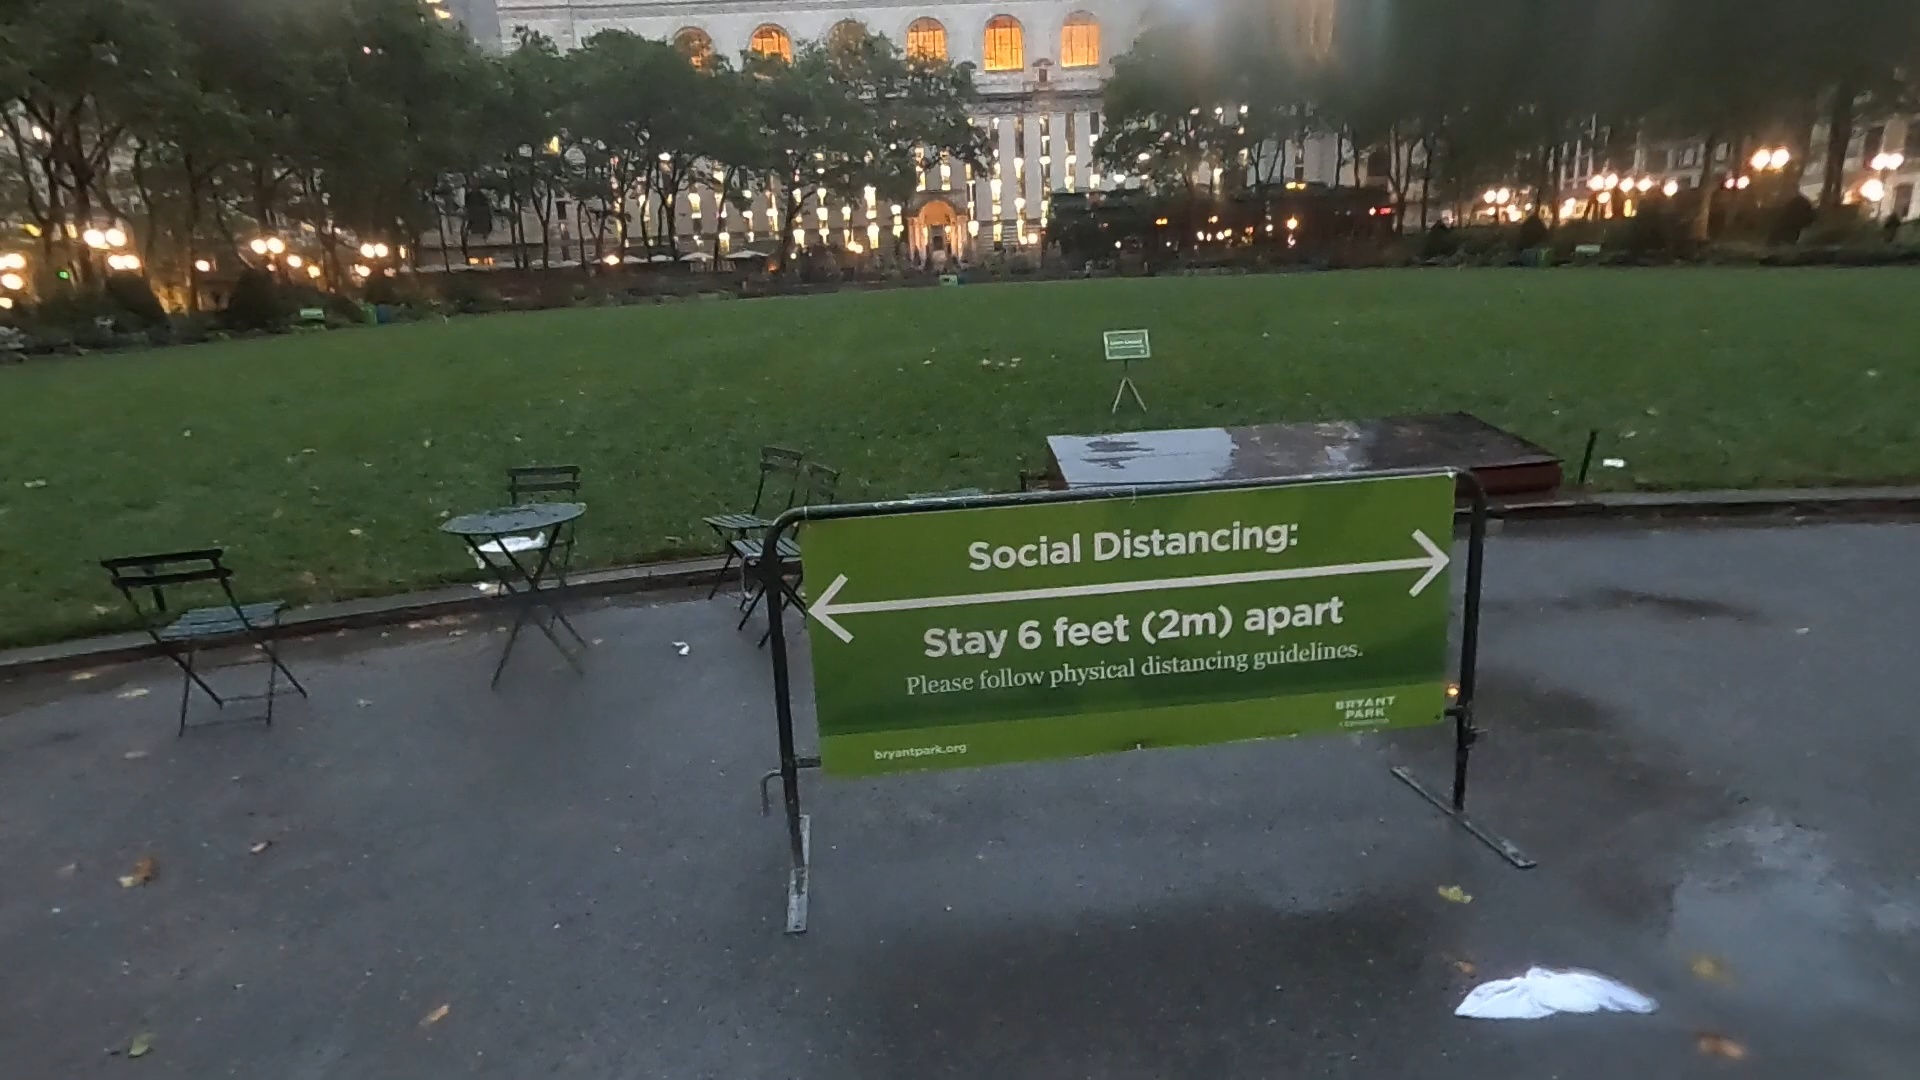 Social Distancing:
Stay 6 feet (2m) apart
Please follow physical distancing guidelines.
BRYANT
PARK
bryantpark.org